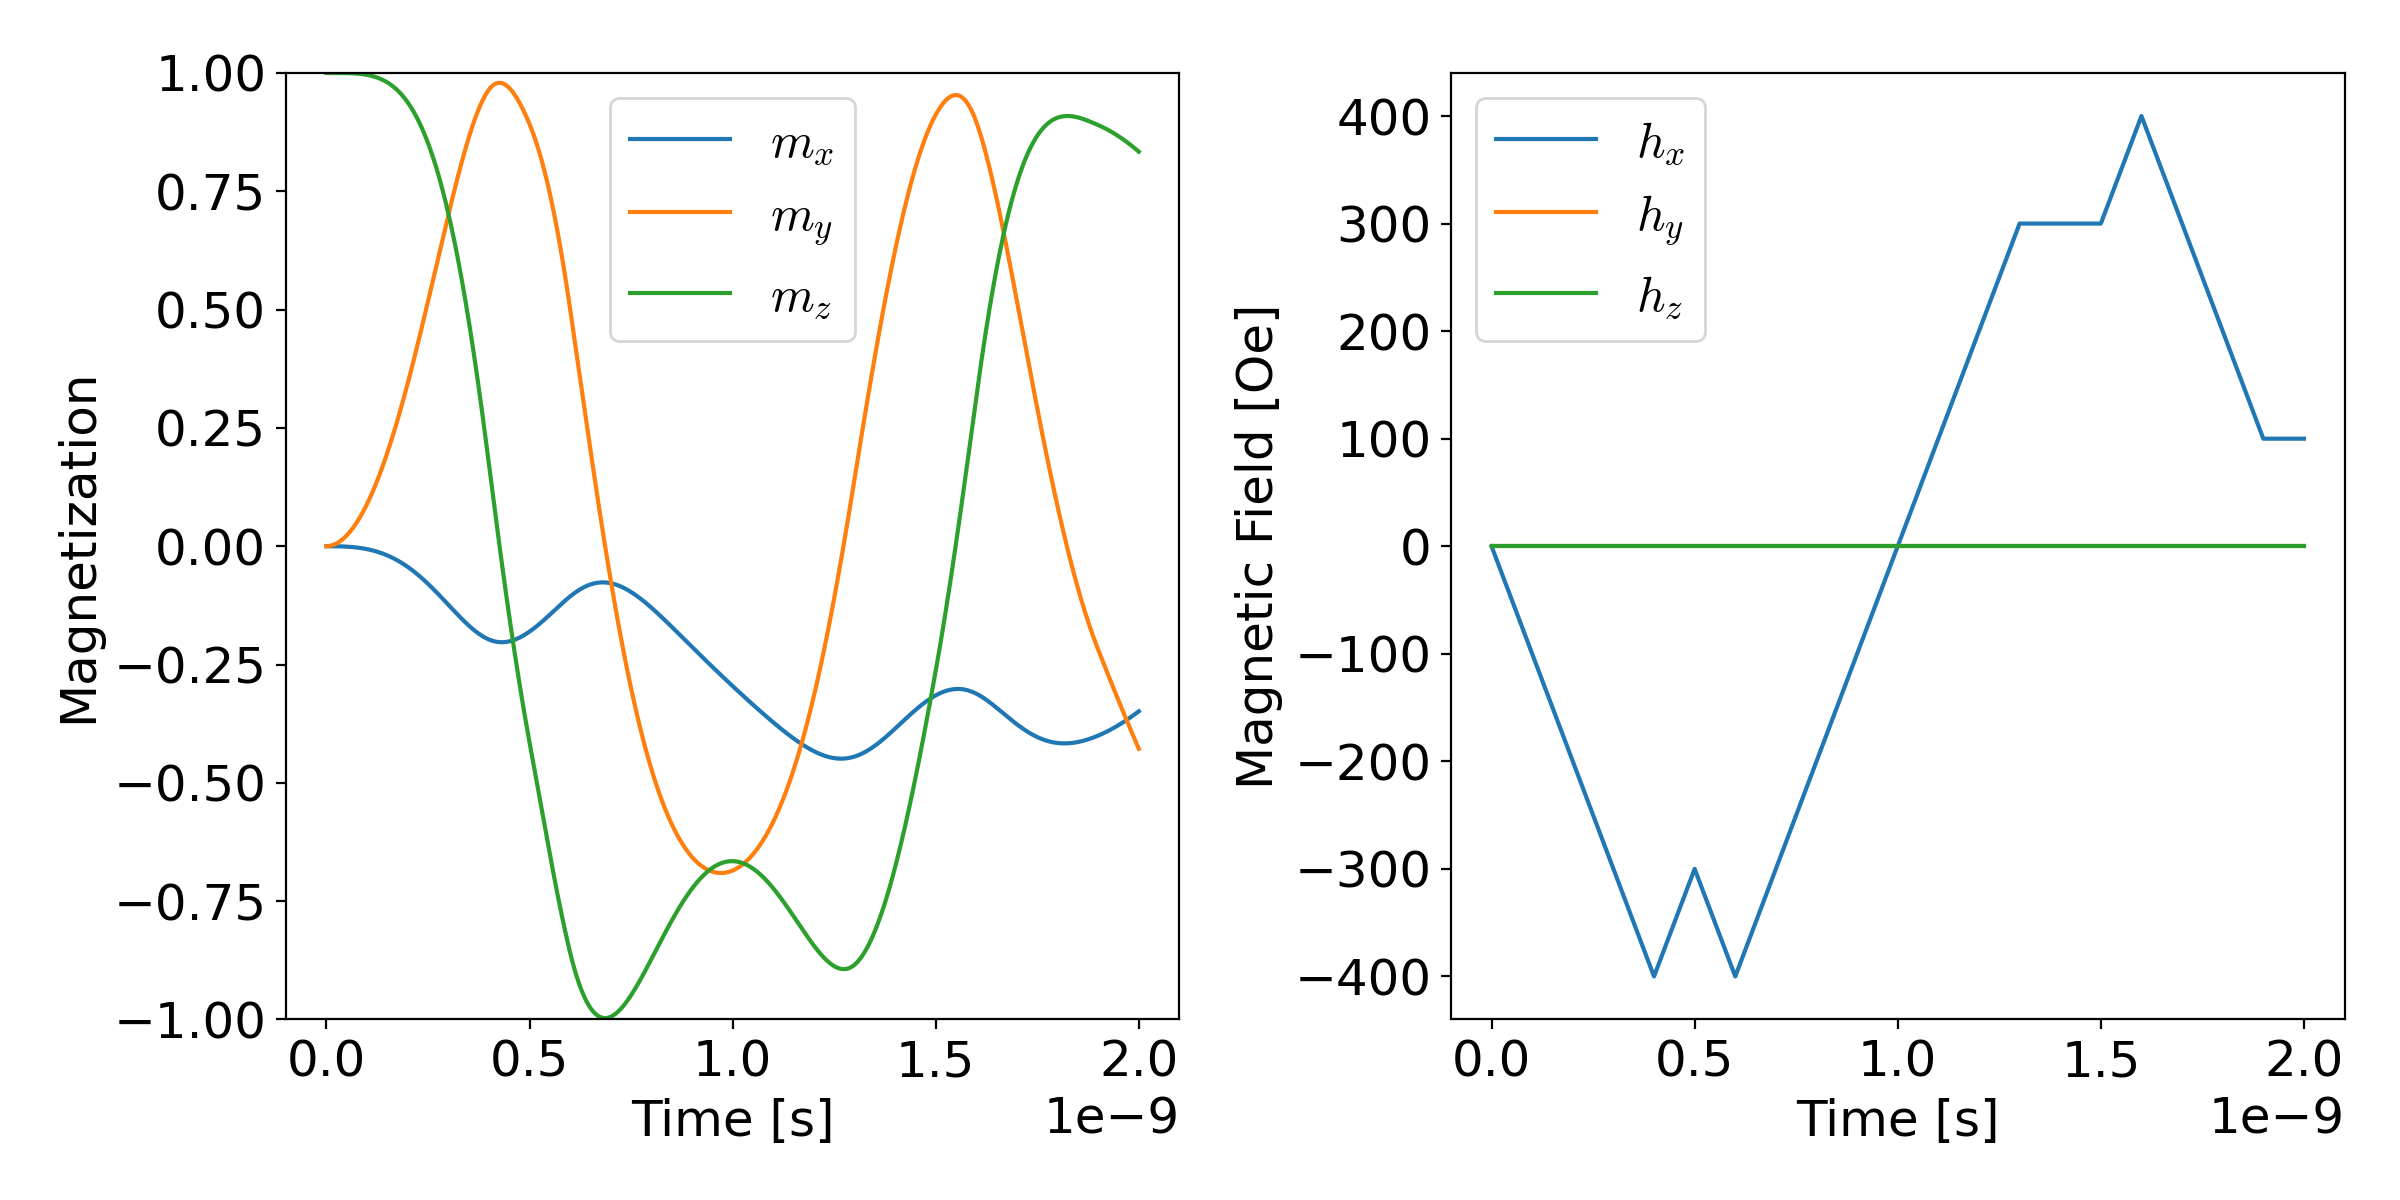 Magnetization
1.00
0.75
0.50
0.25
0.00
−0.25
−0.50
−0.75
−1.00
m_x
m_y
m_z
0.0 0.5 1.0 1.5 2.0
Time [s]
1e−9
Magnetic Field [Oe]
400
300
200
100
0
−100
−200
−300
−400
h_x
h_y
h_z
0.0 0.5 1.0 1.5 2.0
Time [s]
1e−9